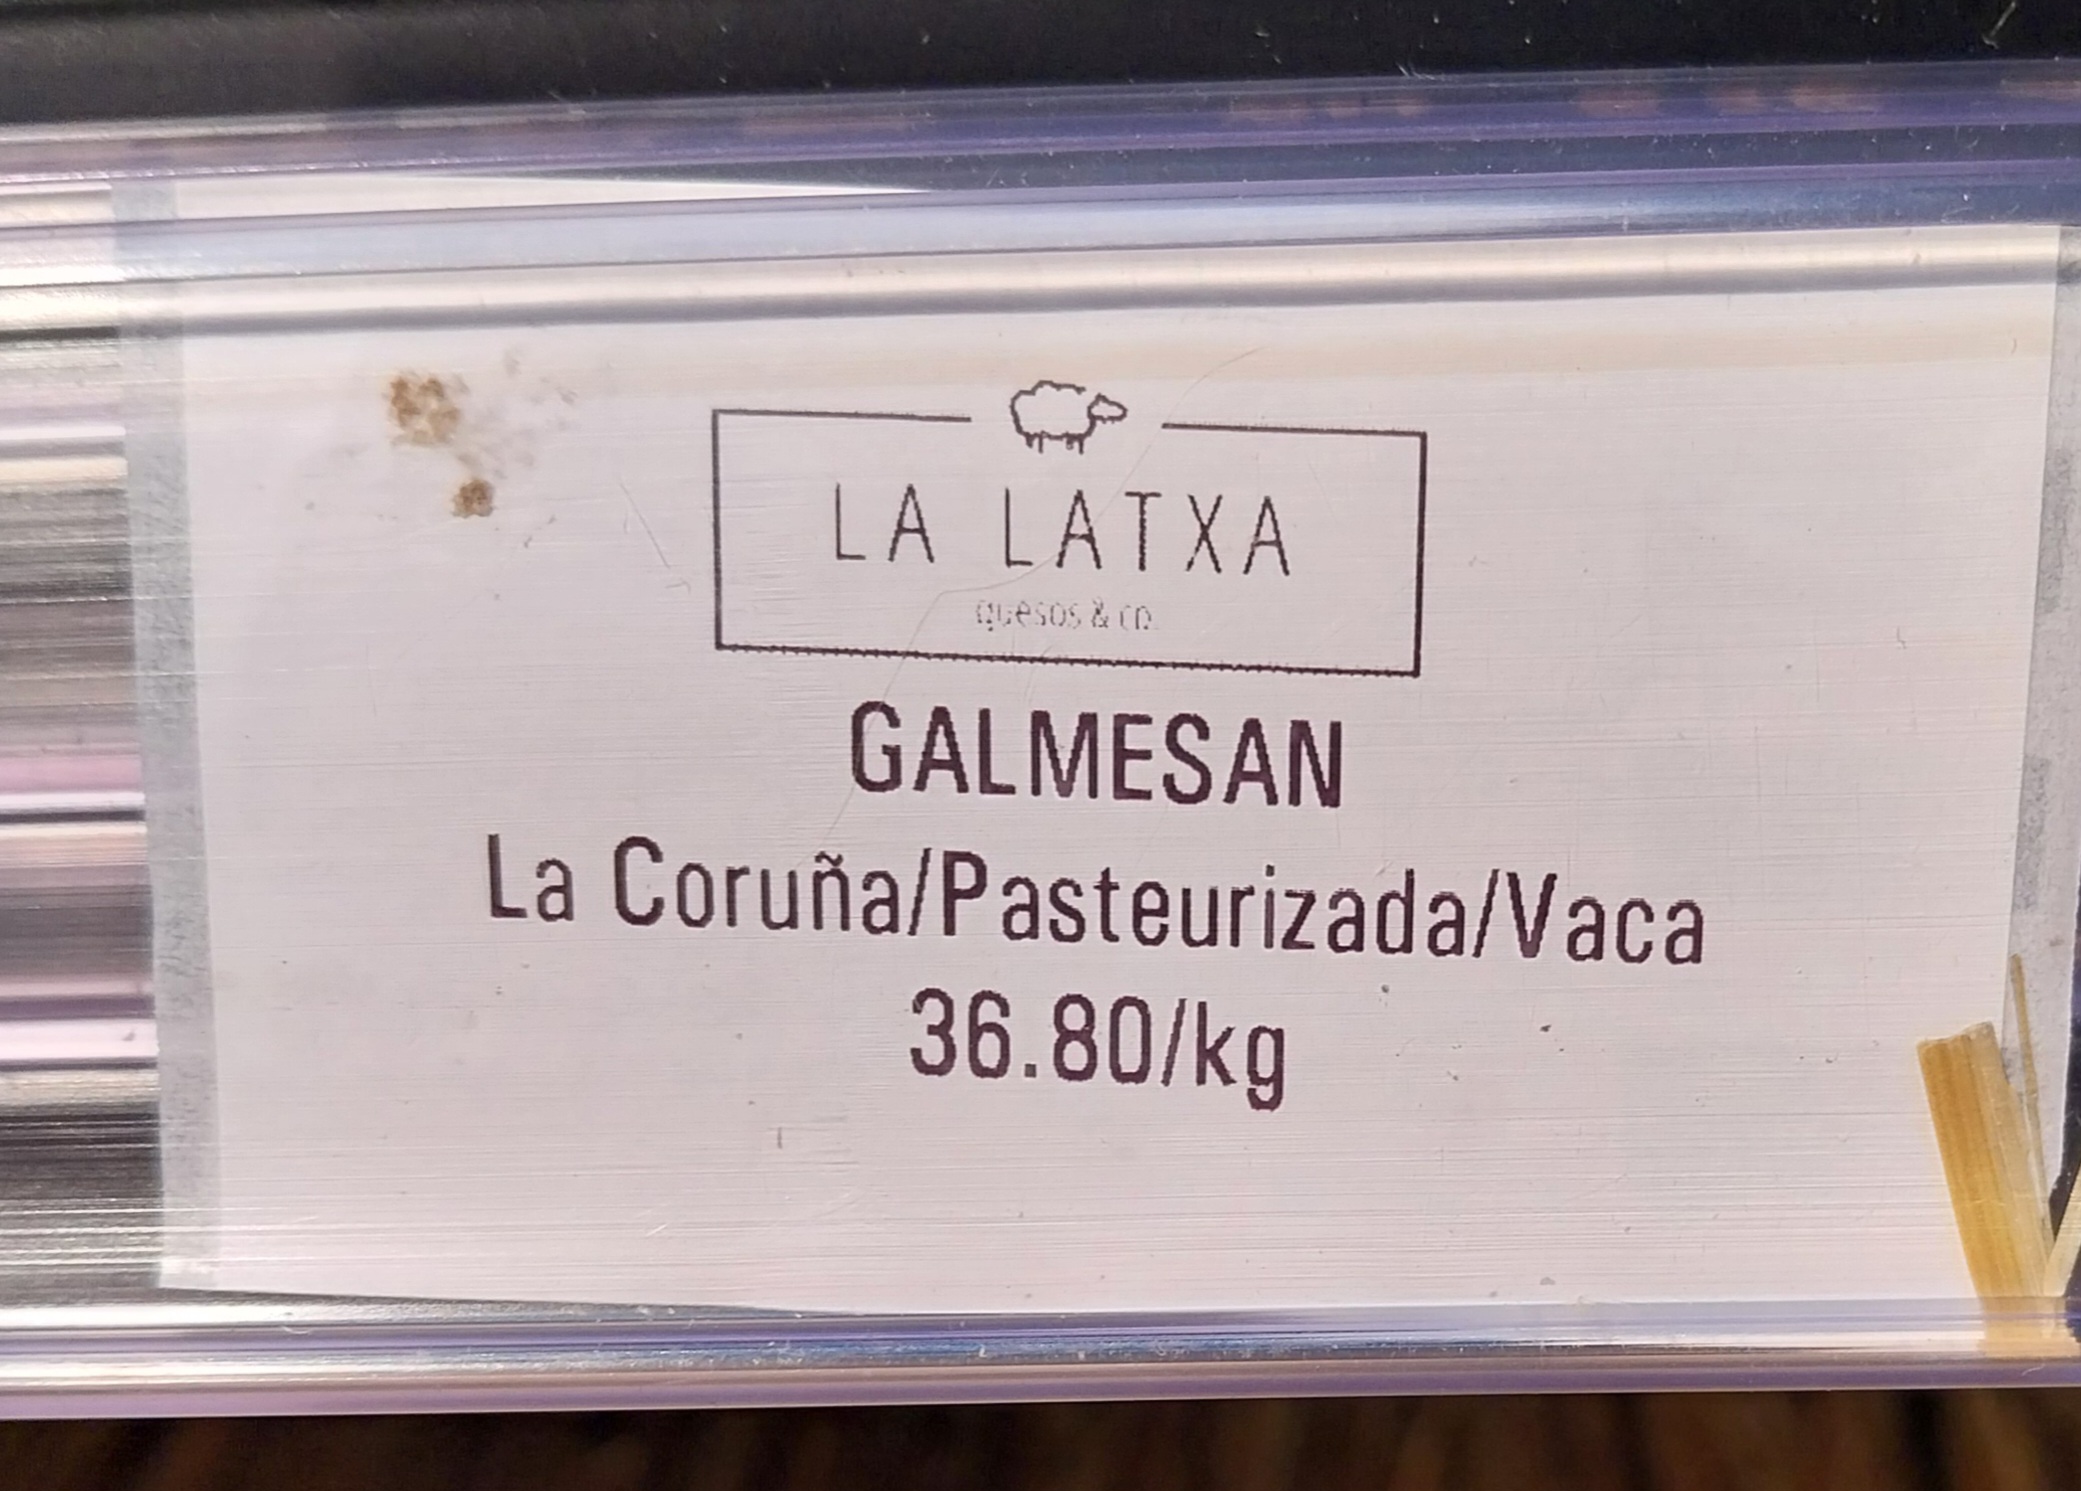 LA LATXA
quesos & co.
GALMESAN
La Coruña/Pasteurizada/Vaca
36.80/kg